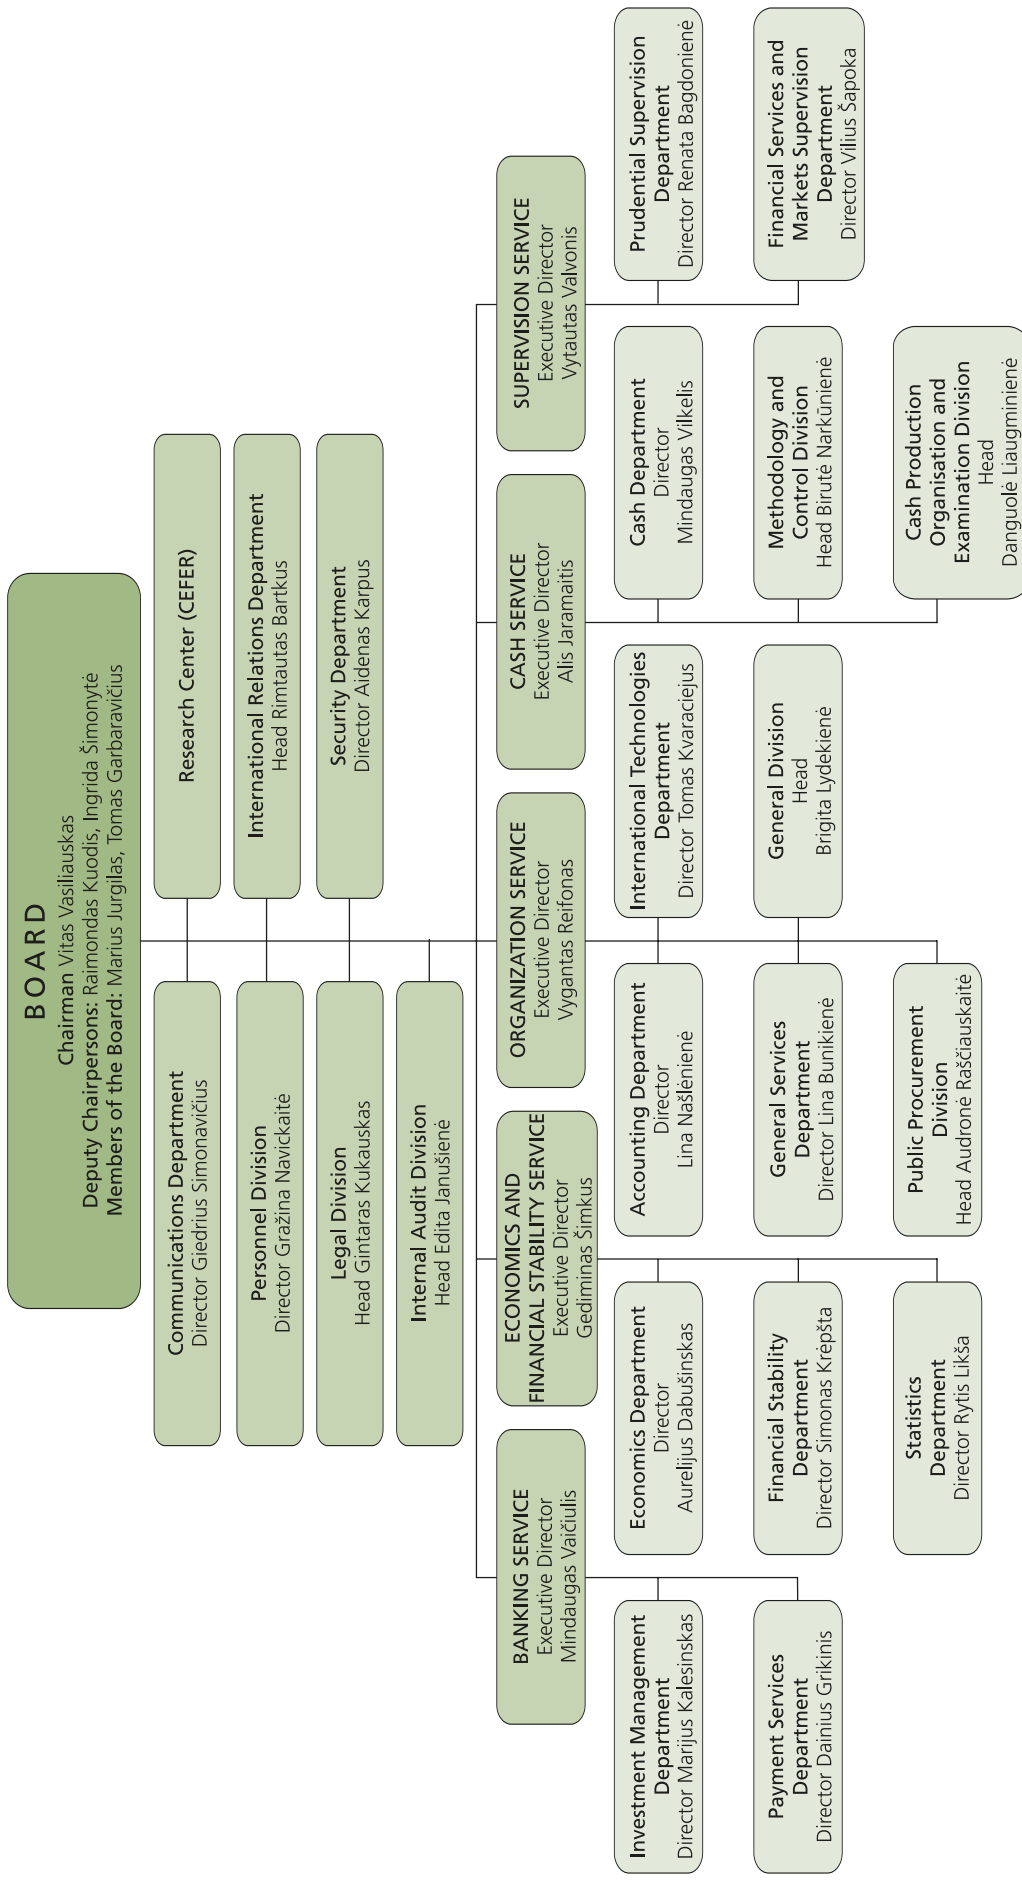 BOARD
Chairman Vitas Vasiliauskas
Deputy Chairpersons: Raimondas Kuodis, Ingrida Šimonytė
Members of the Board: Marius Jurgilas, Tomas Garbaravičius
Communications Department
Director Giedrius Simonavičius
Research Center (CEFER)
Personnel Division
Director Gražina Navickaitė
International Relations Department
Head Rimtautas Bartkus
Legal Division
Head Gintaras Kukauskas
Security Department
Director Aidenas Karpus
Internal Audit Division
Head Edita Janušienė
BANKING SERVICE
Executive Director
Mindaugas Vaičiulis
ECONOMICS AND
FINANCIAL STABILITY SERVICE
Executive Director
Gediminas Šimkus
ORGANIZATION SERVICE
Executive Director
Vygantas Reifonas
CASH SERVICE
Executive Director
Alis Jaramaitis
SUPERVISION SERVICE
Executive Director
Vytautas Valvonis
Investment Management
Department
Director Marijus Kalesinskas
Economics Department
Director
Aurelijus Dabušinskas
Accounting Department
Director
Lina Našlėnienė
International Technologies
Department
Director Tomas Kvaraciejus
Cash Department
Director
Mindaugas Vilkelis
Prudential Supervision
Department
Director Renata Bagdonienė
Payment Services
Department
Director Dainius Grikinis
Financial Stability
Department
Director Simonas Krėpšta
General Services
Department
Director Lina Bunikienė
General Division
Head
Brigita Lydekienė
Methodology and
Control Division
Head Birutė Narkūnienė
Financial Services and
Markets Supervision
Department
Director Vilius Šapoka
Statistics
Department
Director Rytis Likša
Public Procurement
Division
Head Audronė Raščiauskaitė
Cash Production
Organisation and
Examination Division
Head
Danguolė Liaugminienė